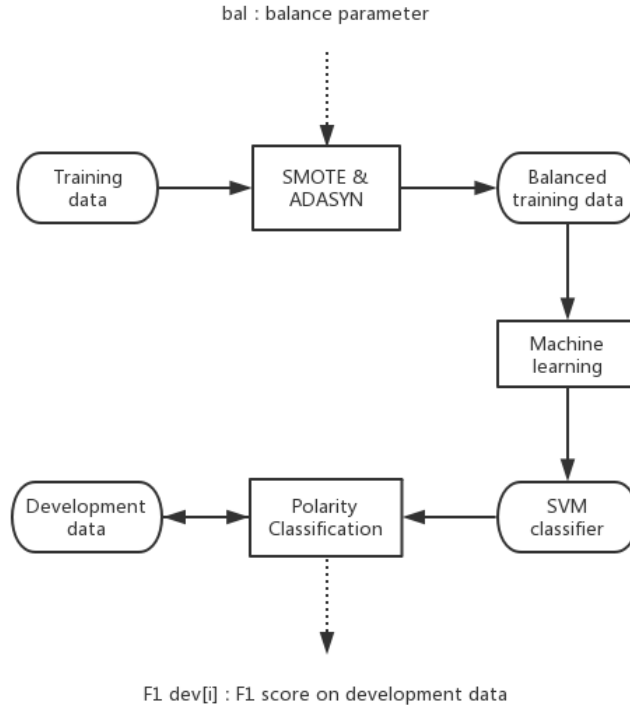 bal : balance parameter
Training
data
SMOTE &
ADASYN
Balanced
training data
Machine
learning
Development
data
Polarity
Classification
SVM
classifier
F1 dev[i] : F1 score on development data